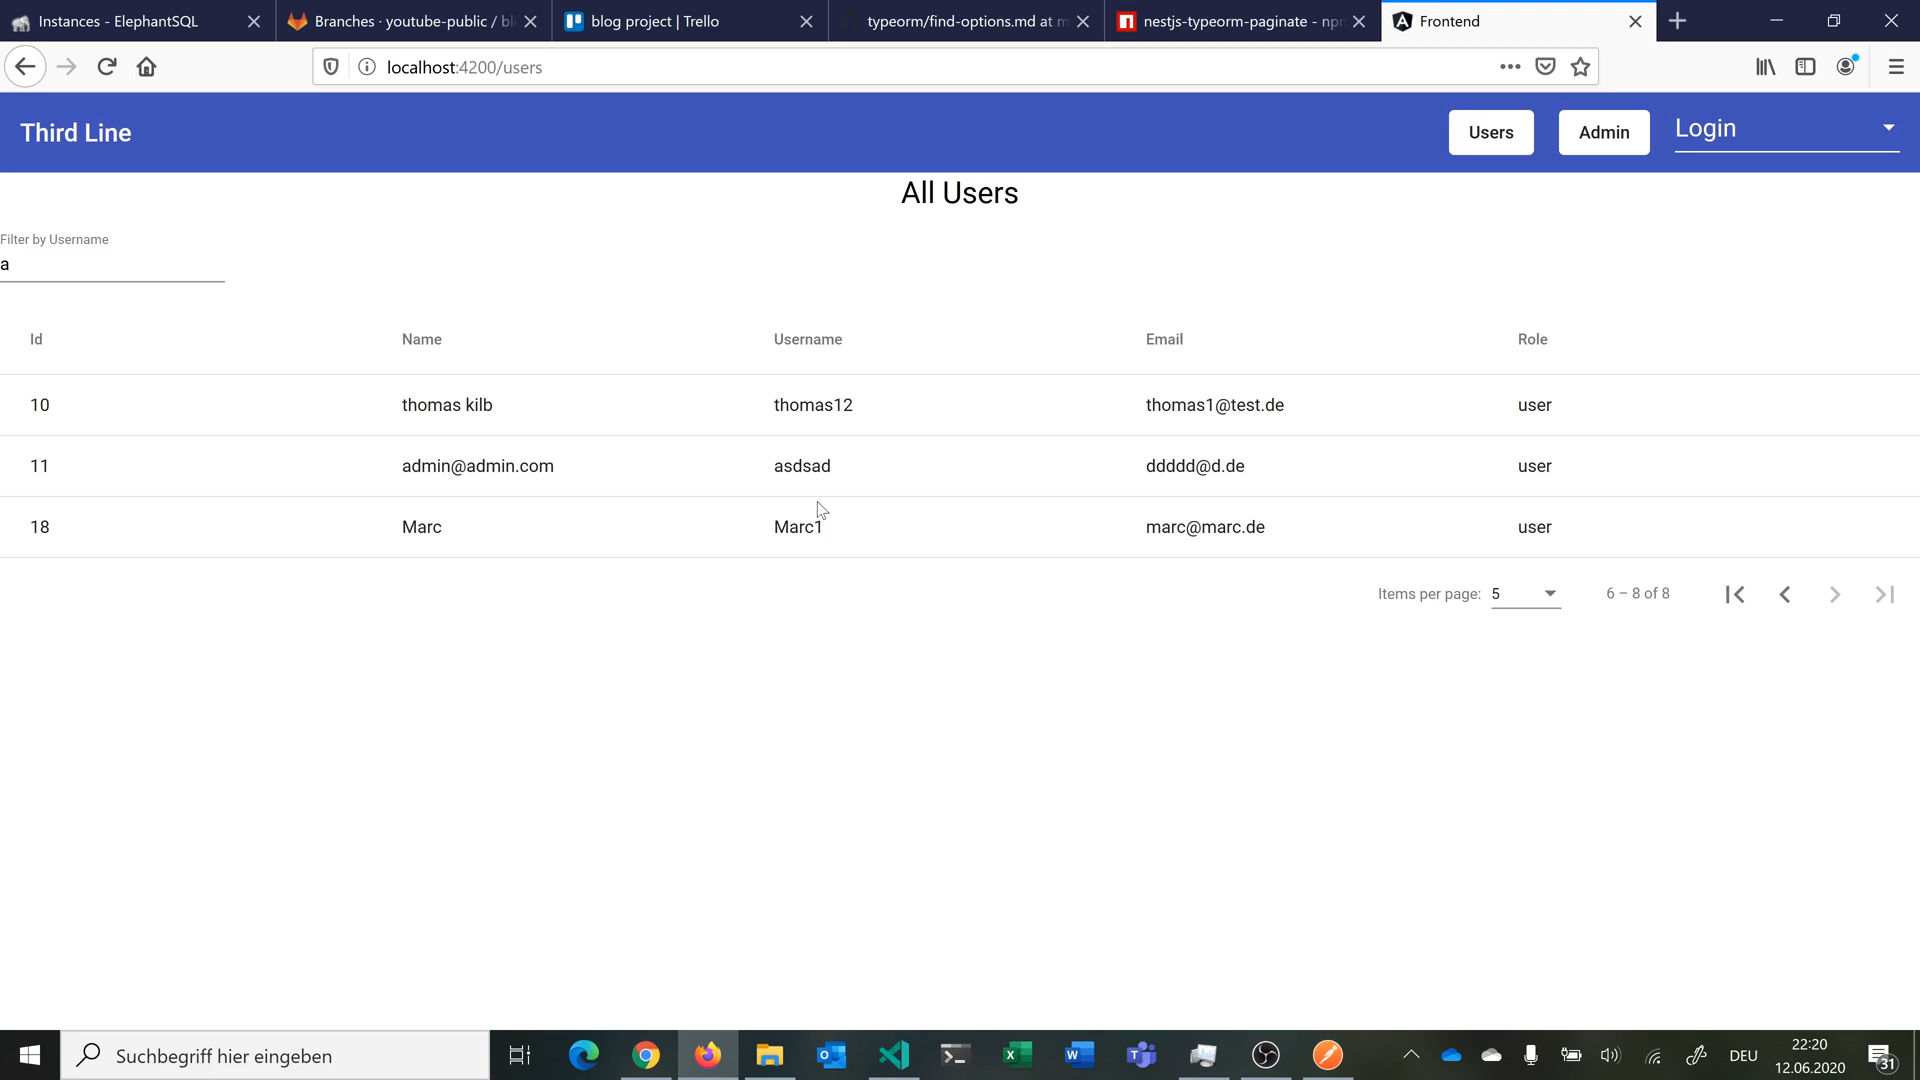 Instances - ElephantSQL
Branches · youtube-public / bl
blog project | Trello
typeorm/find-options.md at m
nestjs-typeorm-paginate - npm
Frontend
localhost:4200/users
Third Line
Users
Admin
Login
All Users
Filter by Username
a
Id Name Username Email Role
10 thomas kilb thomas12 thomas1@test.de user
11 admin@admin.com asdsad ddddd@d.de user
18 Marc Marc1 marc@marc.de user
Items per page: 5 6 – 8 of 8
Suchbegriff hier eingeben
DEU
22:20
12.06.2020
31